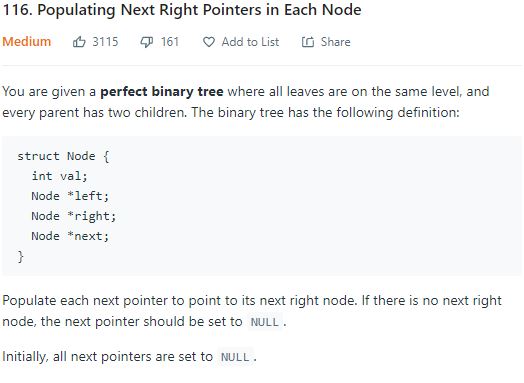 116. Populating Next Right Pointers in Each Node
Medium 3115 161 Add to List Share
You are given a perfect binary tree where all leaves are on the same level, and
every parent has two children. The binary tree has the following definition:
struct Node {
  int val;
  Node *left;
  Node *right;
  Node *next;
}
Populate each next pointer to point to its next right node. If there is no next right
node, the next pointer should be set to NULL.
Initially, all next pointers are set to NULL.